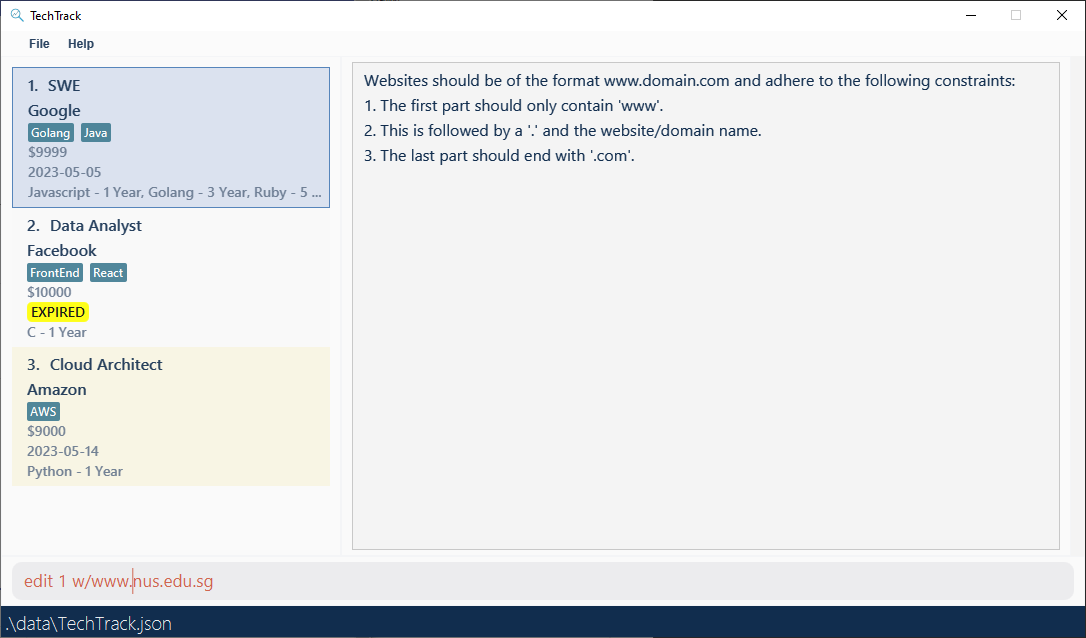 TechTrack
File Help
1. SWE
Google
Golang Java
$9999
2023-05-05
Javascript - 1 Year, Golang - 3 Year, Ruby - 5 ...
2. Data Analyst
Facebook
FrontEnd React
$10000
EXPIRED
C - 1 Year
3. Cloud Architect
Amazon
AWS
$9000
2023-05-14
Python - 1 Year
Websites should be of the format www.domain.com and adhere to the following constraints:
1. The first part should only contain 'www'.
2. This is followed by a '.' and the website/domain name.
3. The last part should end with '.com'.
edit 1 w/www.nus.edu.sg
.\data\TechTrack.json